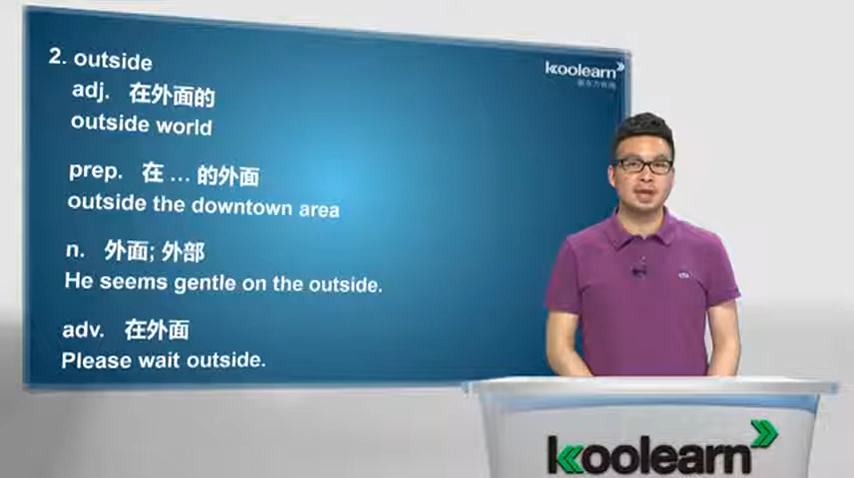 2. outside
adj. 在外面的
outside world
prep. 在 … 的外面
outside the downtown area
n. 外面; 外部
He seems gentle on the outside.
adv. 在外面
Please wait outside.
koolearn
koolearn